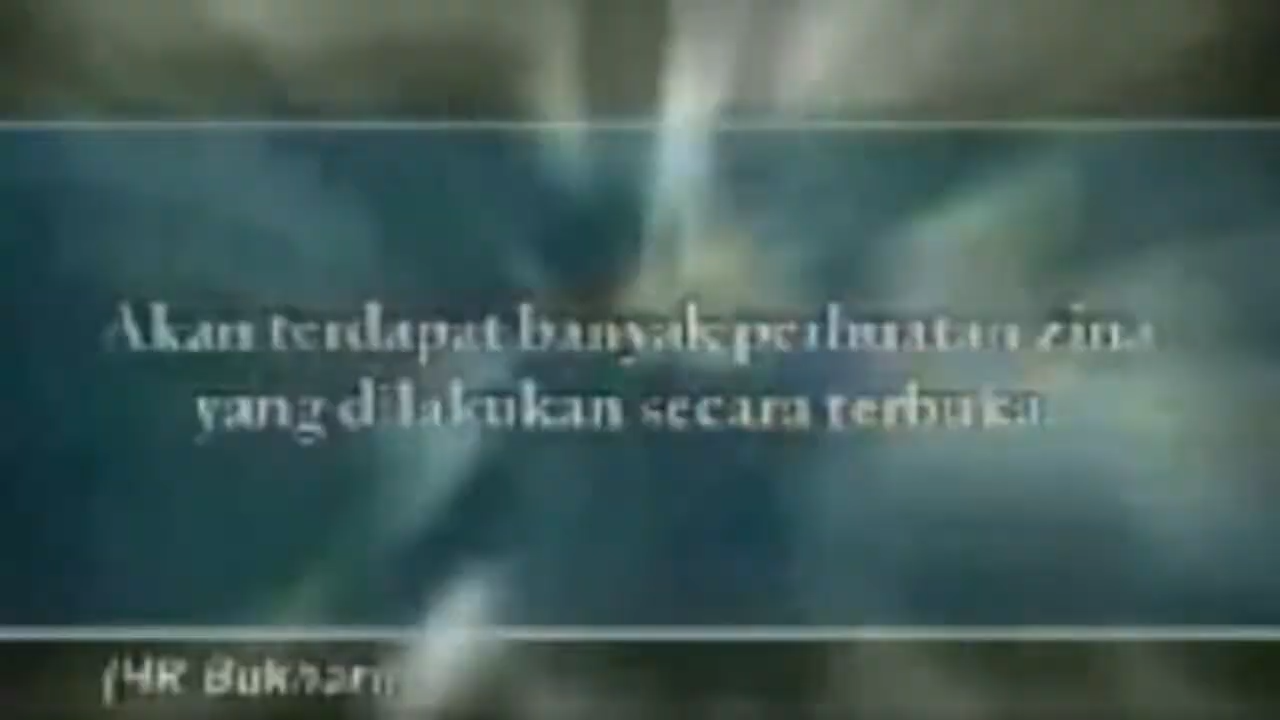 Akan terdapat banyak perbuatan zina
yang dilakukan secara terbuka.
(HR Bukhari)